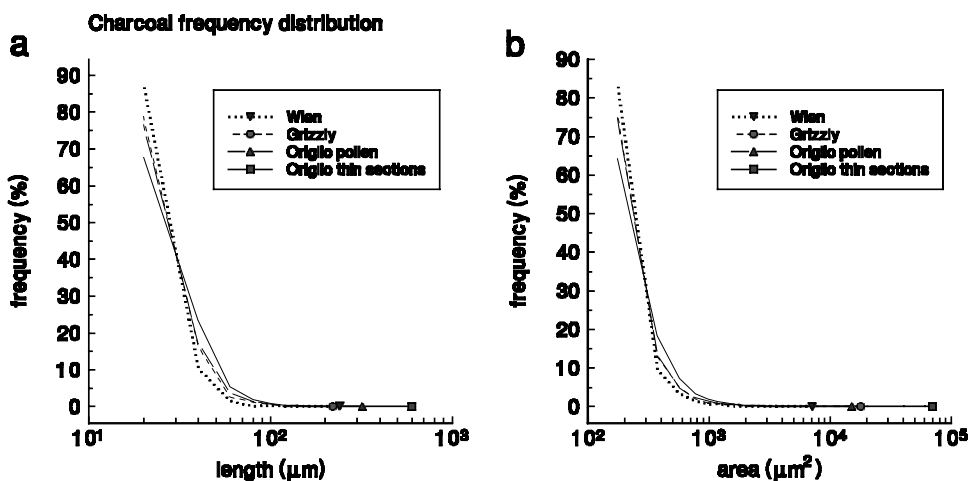 Charcoal frequency distribution
a
90
80
70
60
50
40
30
20
10
0
frequency (%)
10¹
10²
10³
length (μm)
Wien
Grizzly
Origlio pollen
Origlio thin sections
b
90
80
70
60
50
40
30
20
10
0
frequency (%)
10²
10³
10⁴
10⁵
area (μm²)
Wien
Grizzly
Origlio pollen
Origlio thin sections